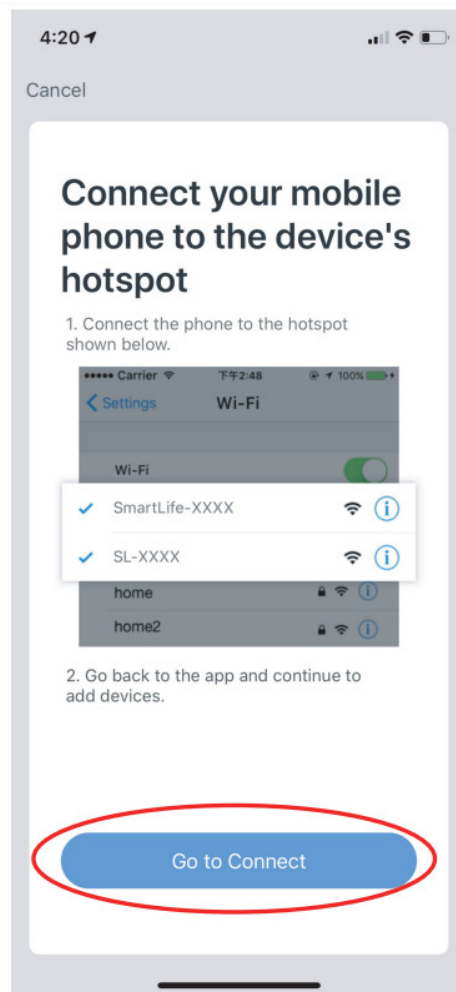 4:20
Cancel
Connect your mobile
phone to the device's
hotspot
1. Connect the phone to the hotspot
shown below.
Carrier 下午2:48 100%
Settings Wi-Fi
Wi-Fi
SmartLife-XXXX
SL-XXXX
home
home2
2. Go back to the app and continue to
add devices.
Go to Connect